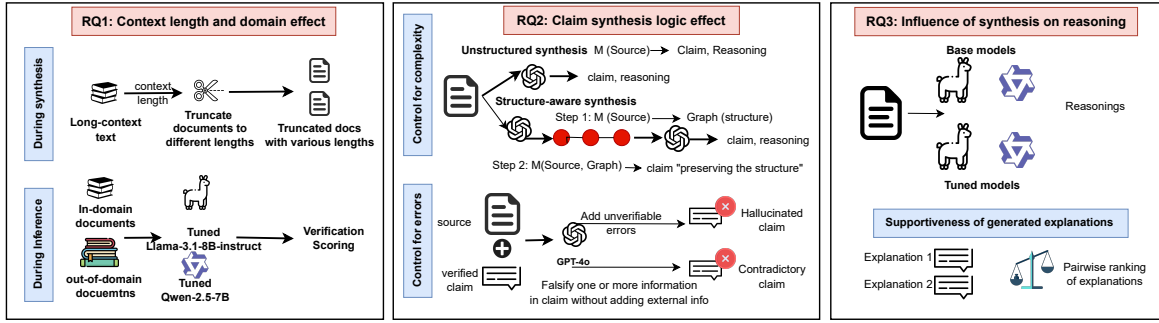 RQ1: Context length and domain effect
During synthesis
context
length
Long-context
text
Truncate
documents to
different lengths
Truncated docs
with various lengths
During Inference
In-domain
documents
out-of-domain
docuemtns
Tuned
Llama-3.1-8B-instruct
Tuned
Qwen-2.5-7B
Verification
Scoring
RQ2: Claim synthesis logic effect
Control for complexity
Unstructured synthesis M (Source) Claim, Reasoning
claim, reasoning
Structure-aware synthesis
Step 1: M (Source) Graph (structure)
claim, reasoning
Step 2: M(Source, Graph) claim "preserving the structure"
Control for errors
source
verified
claim
GPT-4o
Add unverifiable
errors
Hallucinated
claim
Contradictory
claim
Falsify one or more information
in claim without adding external info
RQ3: Influence of synthesis on reasoning
Base models
Reasonings
Tuned models
Supportiveness of generated explanations
Explanation 1
Explanation 2
Pairwise ranking
of explanations